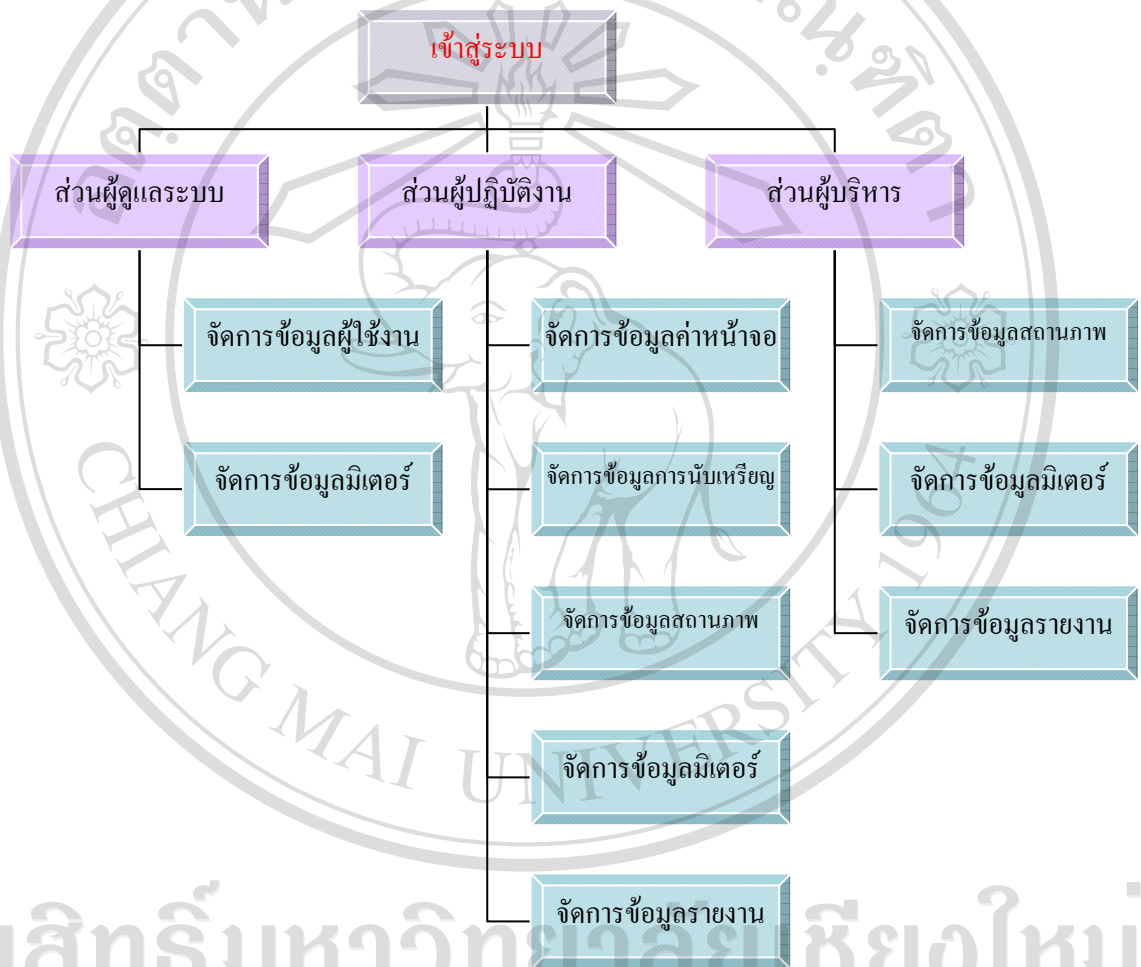 เข้าสู่ระบบ
ส่วนผู้ดูแลระบบ
ส่วนผู้ปฏิบัติงาน
ส่วนผู้บริหาร
จัดการข้อมูลผู้ใช้งาน
จัดการข้อมูลค่าหน้าจอ
จัดการข้อมูลสถานภาพ
จัดการข้อมูลมิเตอร์
จัดการข้อมูลการนับเหรียญ
จัดการข้อมูลมิเตอร์
จัดการข้อมูลสถานภาพ
จัดการข้อมูลรายงาน
จัดการข้อมูลมิเตอร์
จัดการข้อมูลรายงาน
CHIANG MAI UNIVERSITY 1964